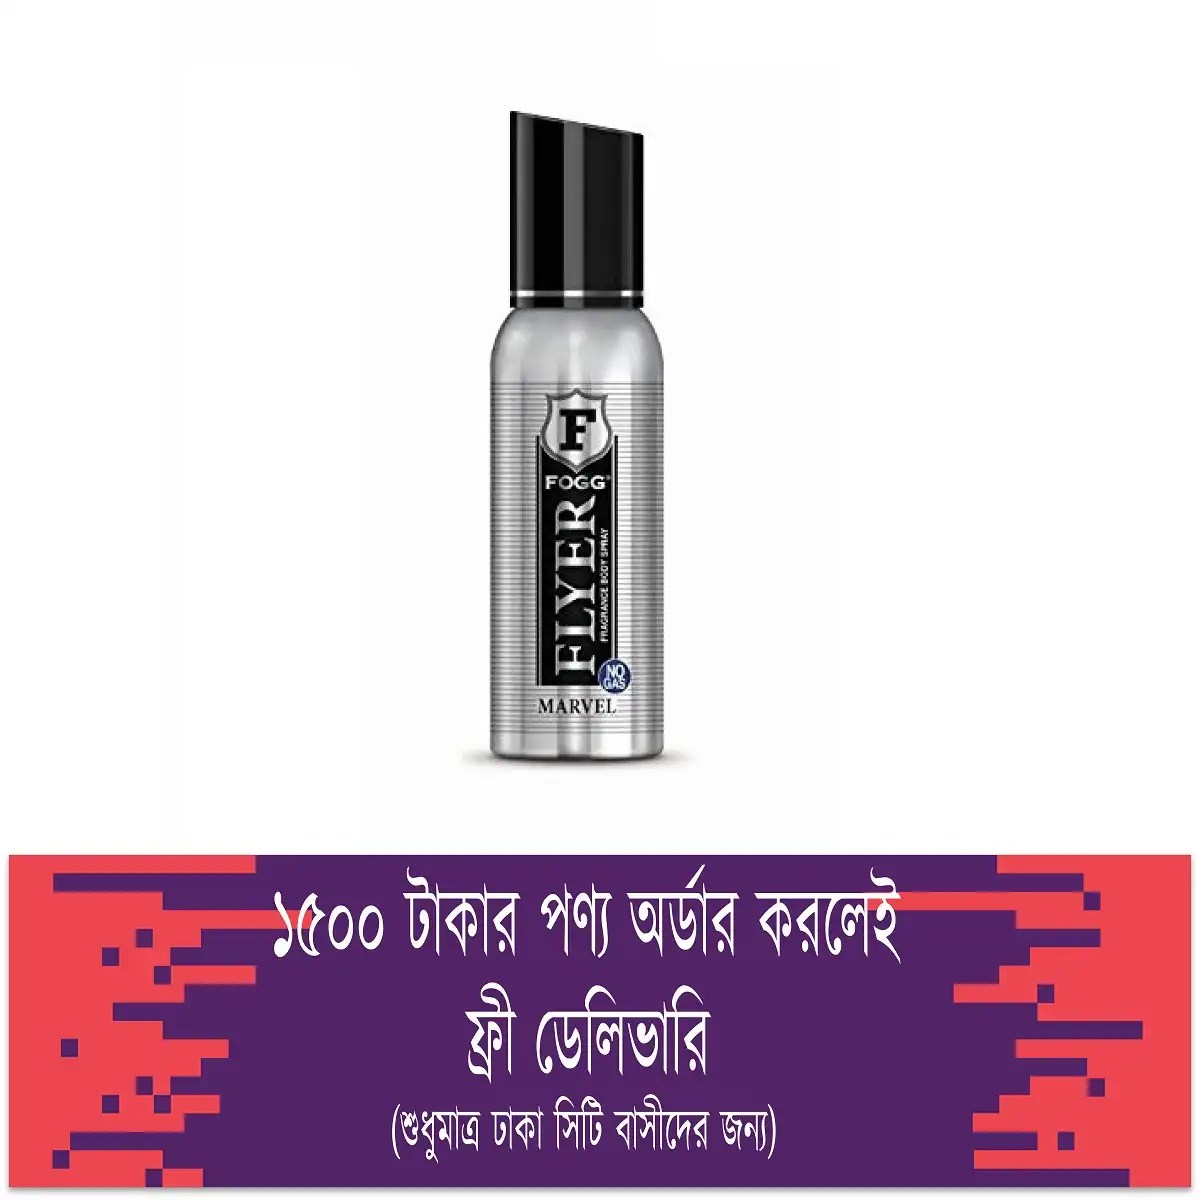 F
FOGG®
FLYER
FRAGRANCE BODY SPRAY
NO
GAS
MARVEL
১৫০০ টাকার পণ্য অর্ডার করলেই
ফ্রী ডেলিভারি
(শুধুমাত্র ঢাকা সিটি বাসীদের জন্য)